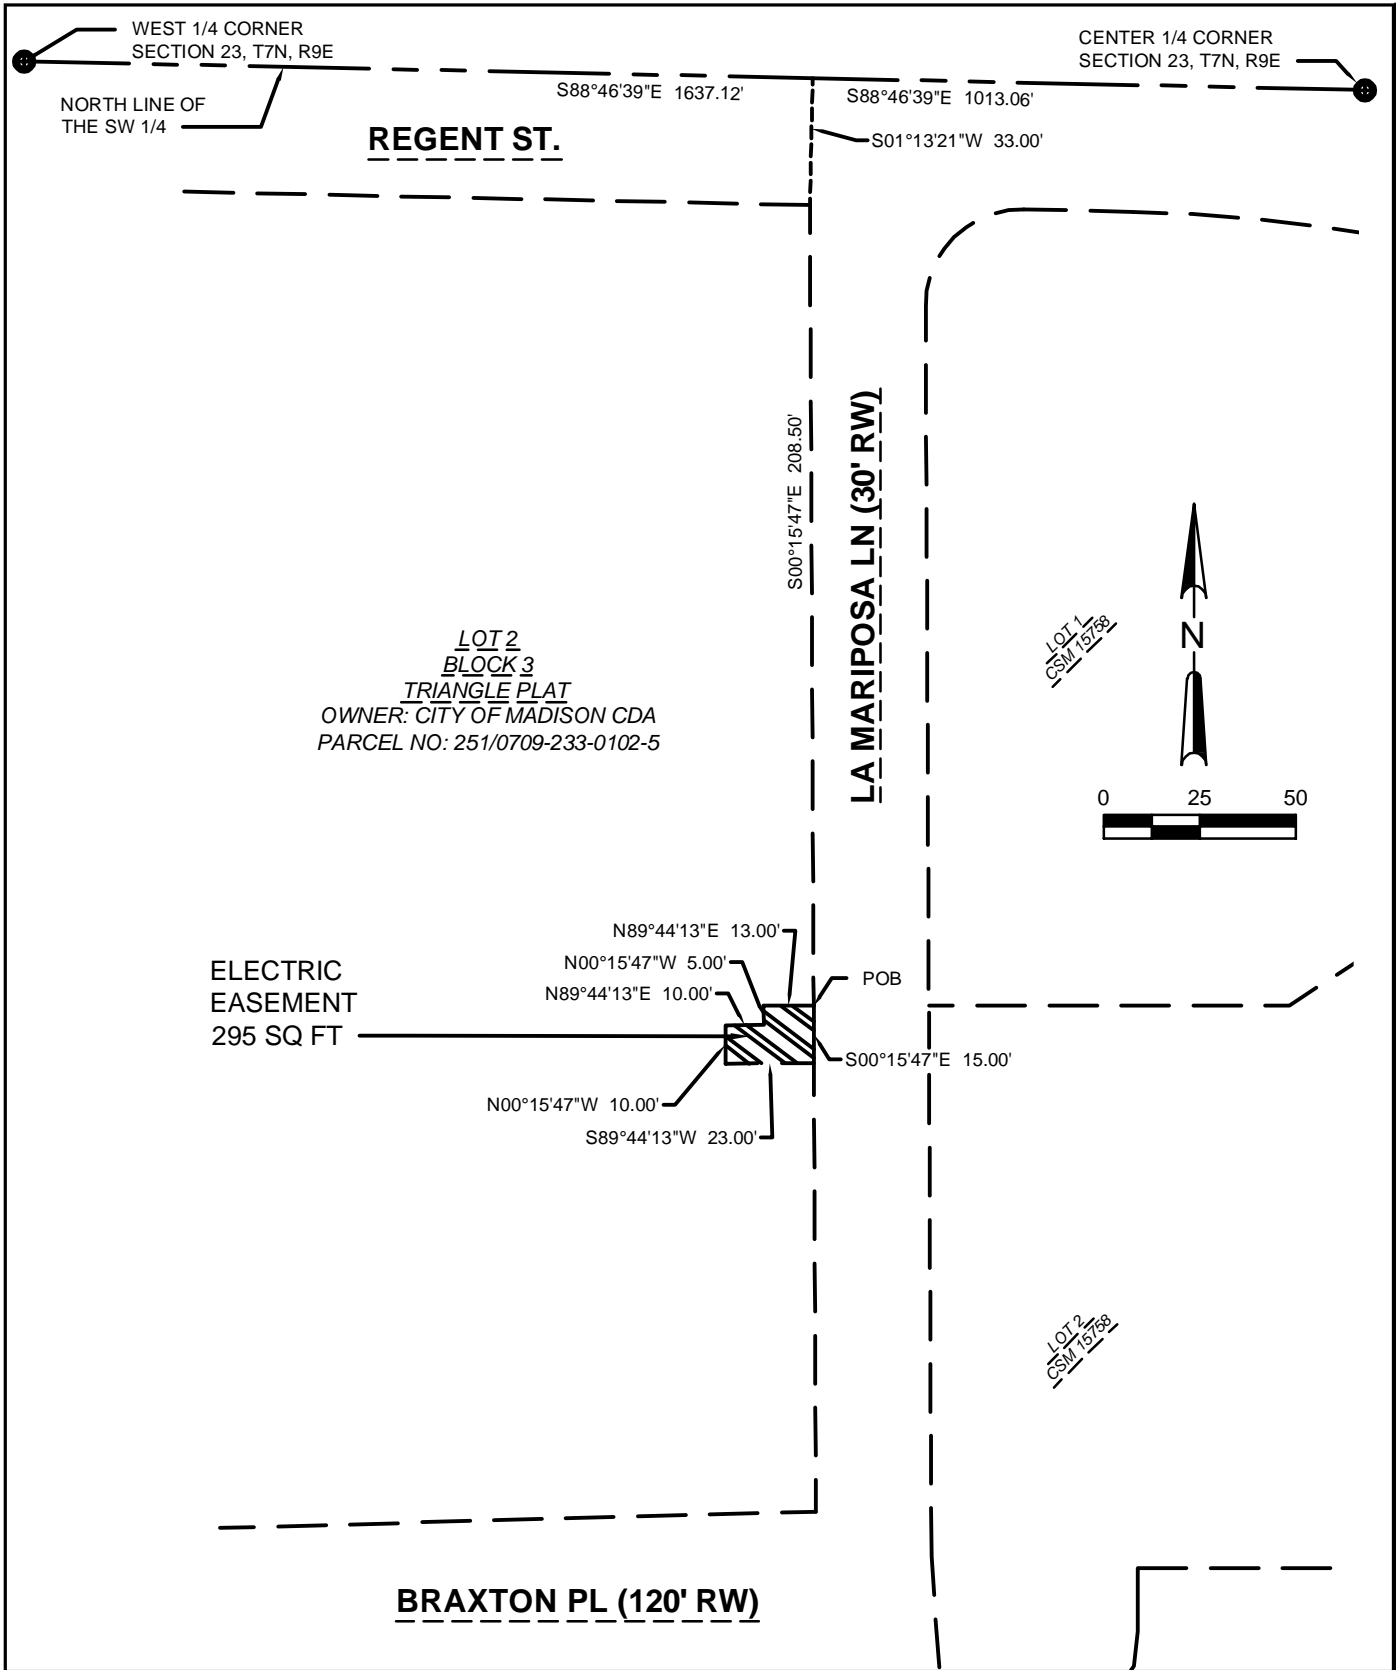 WEST 1/4 CORNER
SECTION 23, T7N, R9E
CENTER 1/4 CORNER
SECTION 23, T7N, R9E
NORTH LINE OF
THE SW 1/4
S88°46'39"E 1637.12'
S88°46'39"E 1013.06'
REGENT ST.
S01°13'21"W 33.00'
S00°15'47"E 208.50'
LA MARIPOSA LN (30' RW)
LOT 1
CSM 15758
N
LOT 2
BLOCK 3
TRIANGLE PLAT
OWNER: CITY OF MADISON CDA
PARCEL NO: 251/0709-233-0102-5
0 25 50
N89°44'13"E 13.00'
N00°15'47"W 5.00'
N89°44'13"E 10.00'
POB
ELECTRIC
EASEMENT
295 SQ FT
S00°15'47"E 15.00'
N00°15'47"W 10.00'
S89°44'13"W 23.00'
LOT 2
CSM 15758
BRAXTON PL (120' RW)